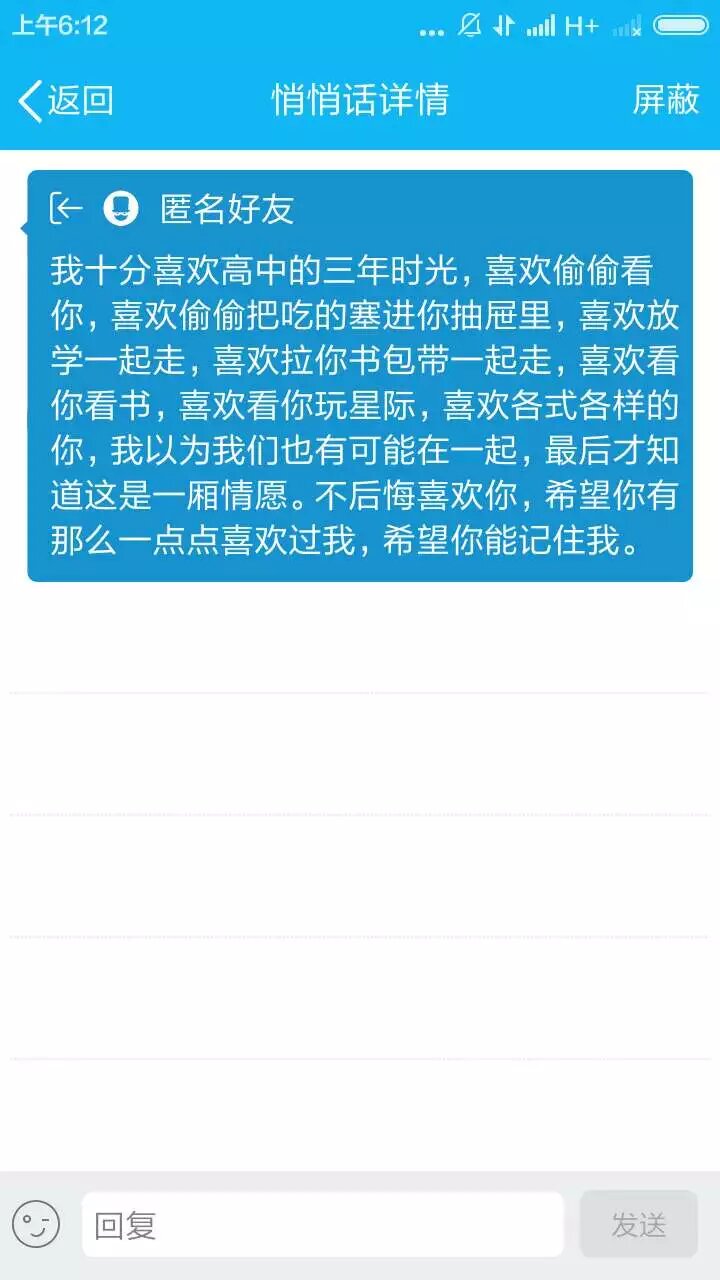 上午6:12
... H+
返回 悄悄话详情 屏蔽
匿名好友
我十分喜欢高中的三年时光，喜欢偷偷看
你，喜欢偷偷把吃的塞进你抽屉里，喜欢放
学一起走，喜欢拉你书包带一起走，喜欢看
你看书，喜欢看你玩星际，喜欢各式各样的
你，我以为我们也有可能在一起，最后才知
道这是一厢情愿。不后悔喜欢你，希望你有
那么一点点喜欢过我，希望你能记住我。
回复 发送